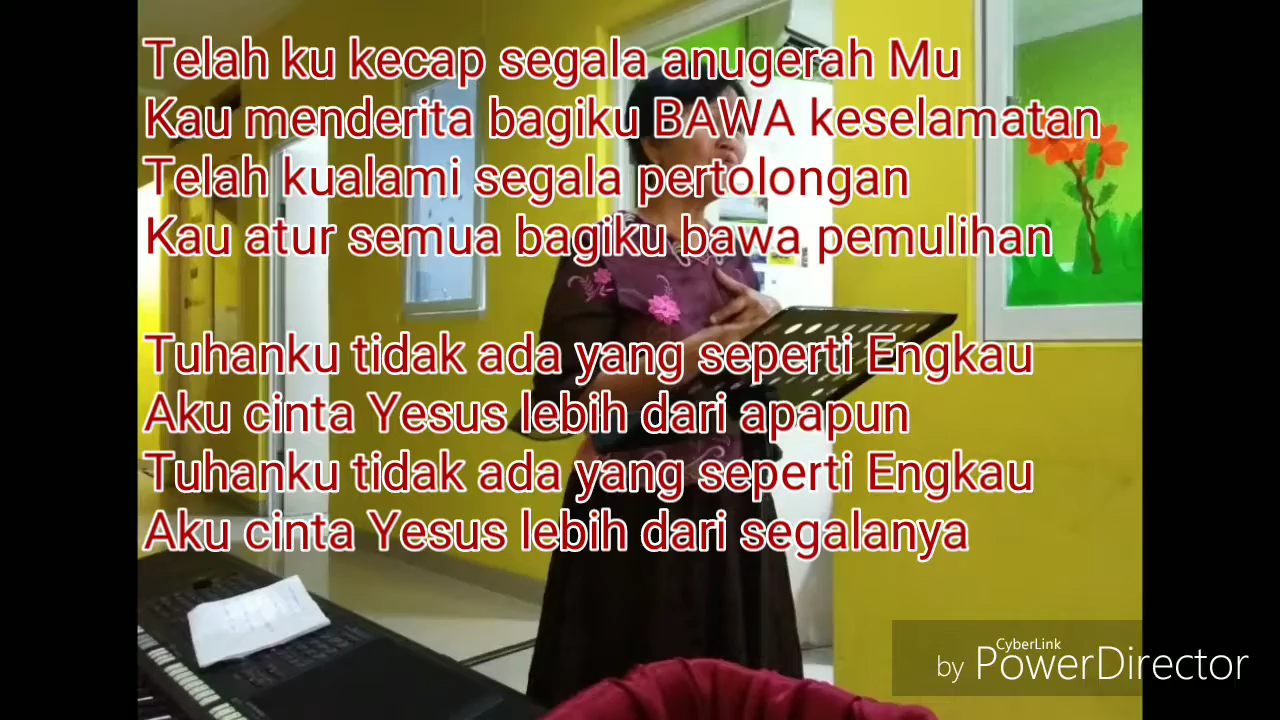 Telah ku kecap segala anugerah Mu
Kau menderita bagiku BAWA keselamatan
Telah kualami segala pertolongan
Kau atur semua bagiku bawa pemulihan
Tuhanku tidak ada yang seperti Engkau
Aku cinta Yesus lebih dari apapun
Tuhanku tidak ada yang seperti Engkau
Aku cinta Yesus lebih dari segalanya
CyberLink
by PowerDirector